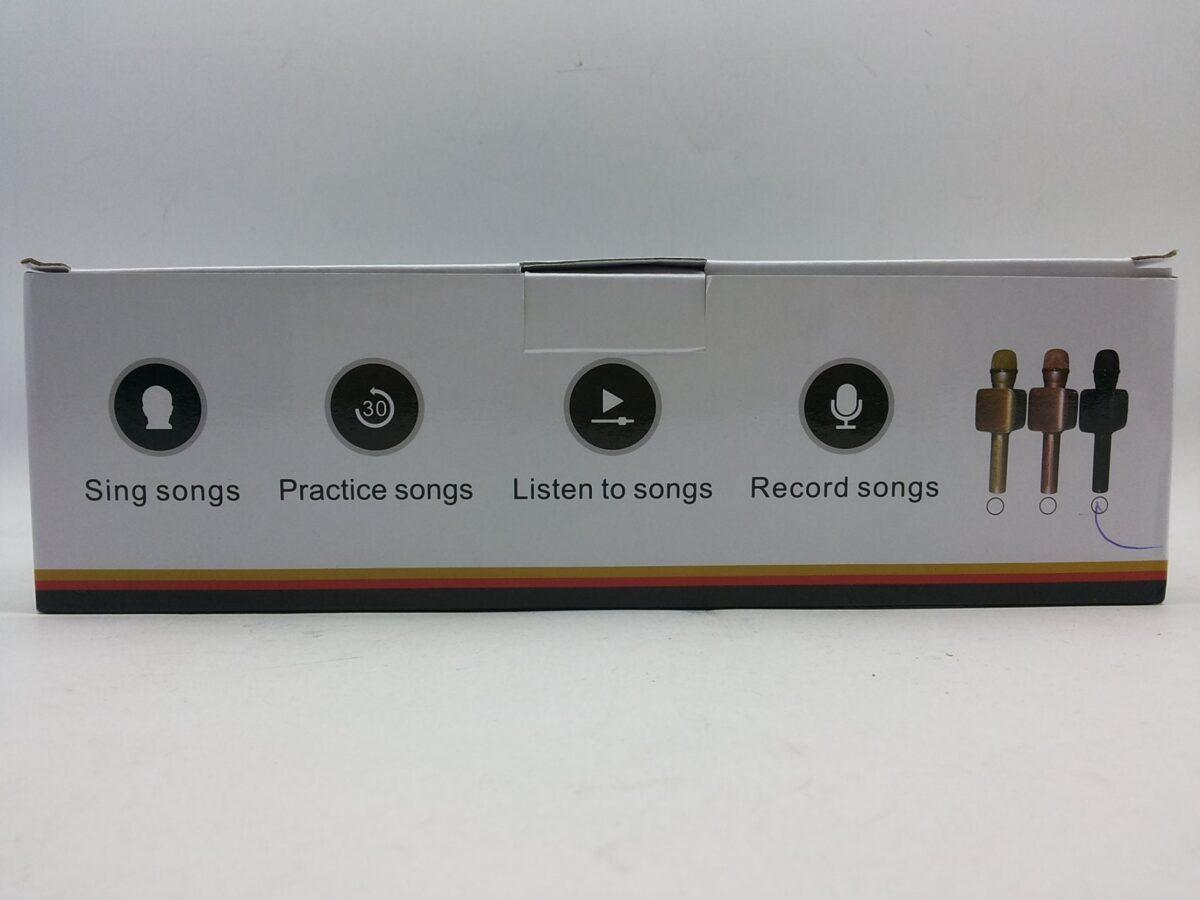 30
Sing songs
Practice songs
Listen to songs
Record songs